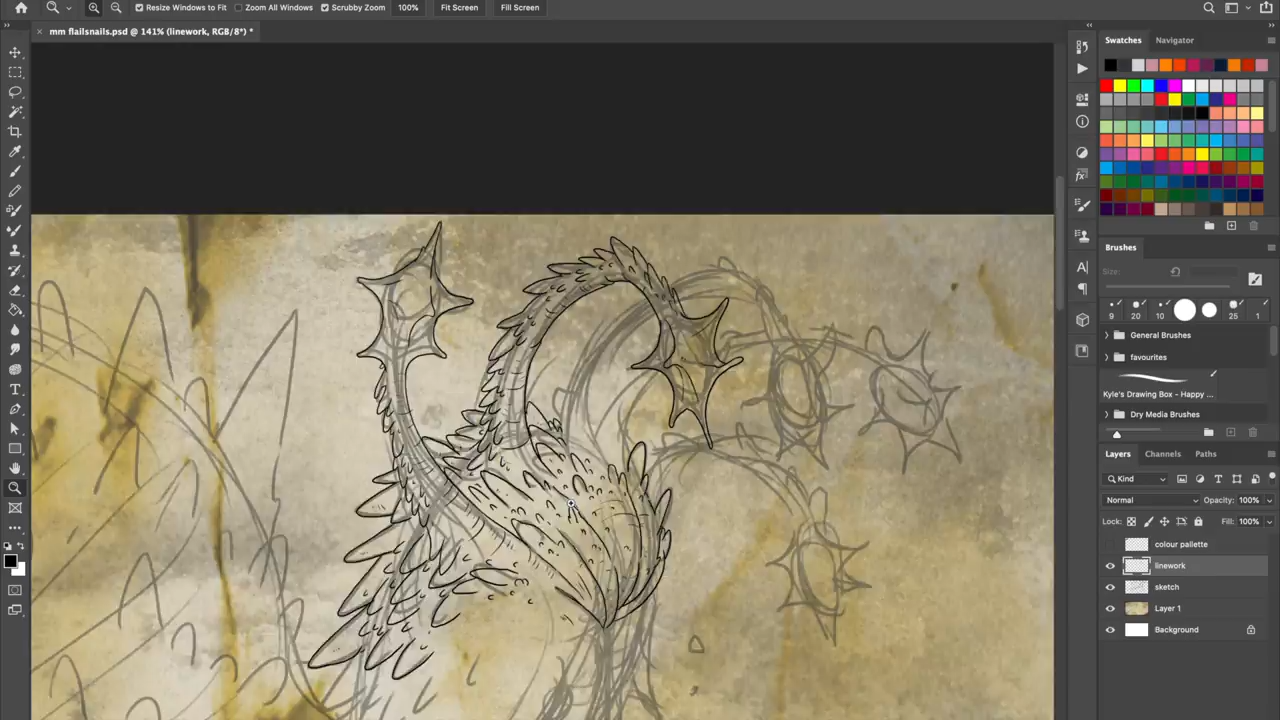 Resize Windows to Fit Zoom All Windows Scrubby Zoom 100% Fit Screen Fill Screen
mm flailsnails.psd @ 141% (linework, RGB/8*) *
Swatches Navigator
Brushes
Size:
9 20 10 25 1
General Brushes
favourites
Kyle's Drawing Box - Happy ...
Dry Media Brushes
Layers Channels Paths
Kind
Normal Opacity: 100%
Lock: Fill: 100%
colour palette
linework
sketch
Layer 1
Background